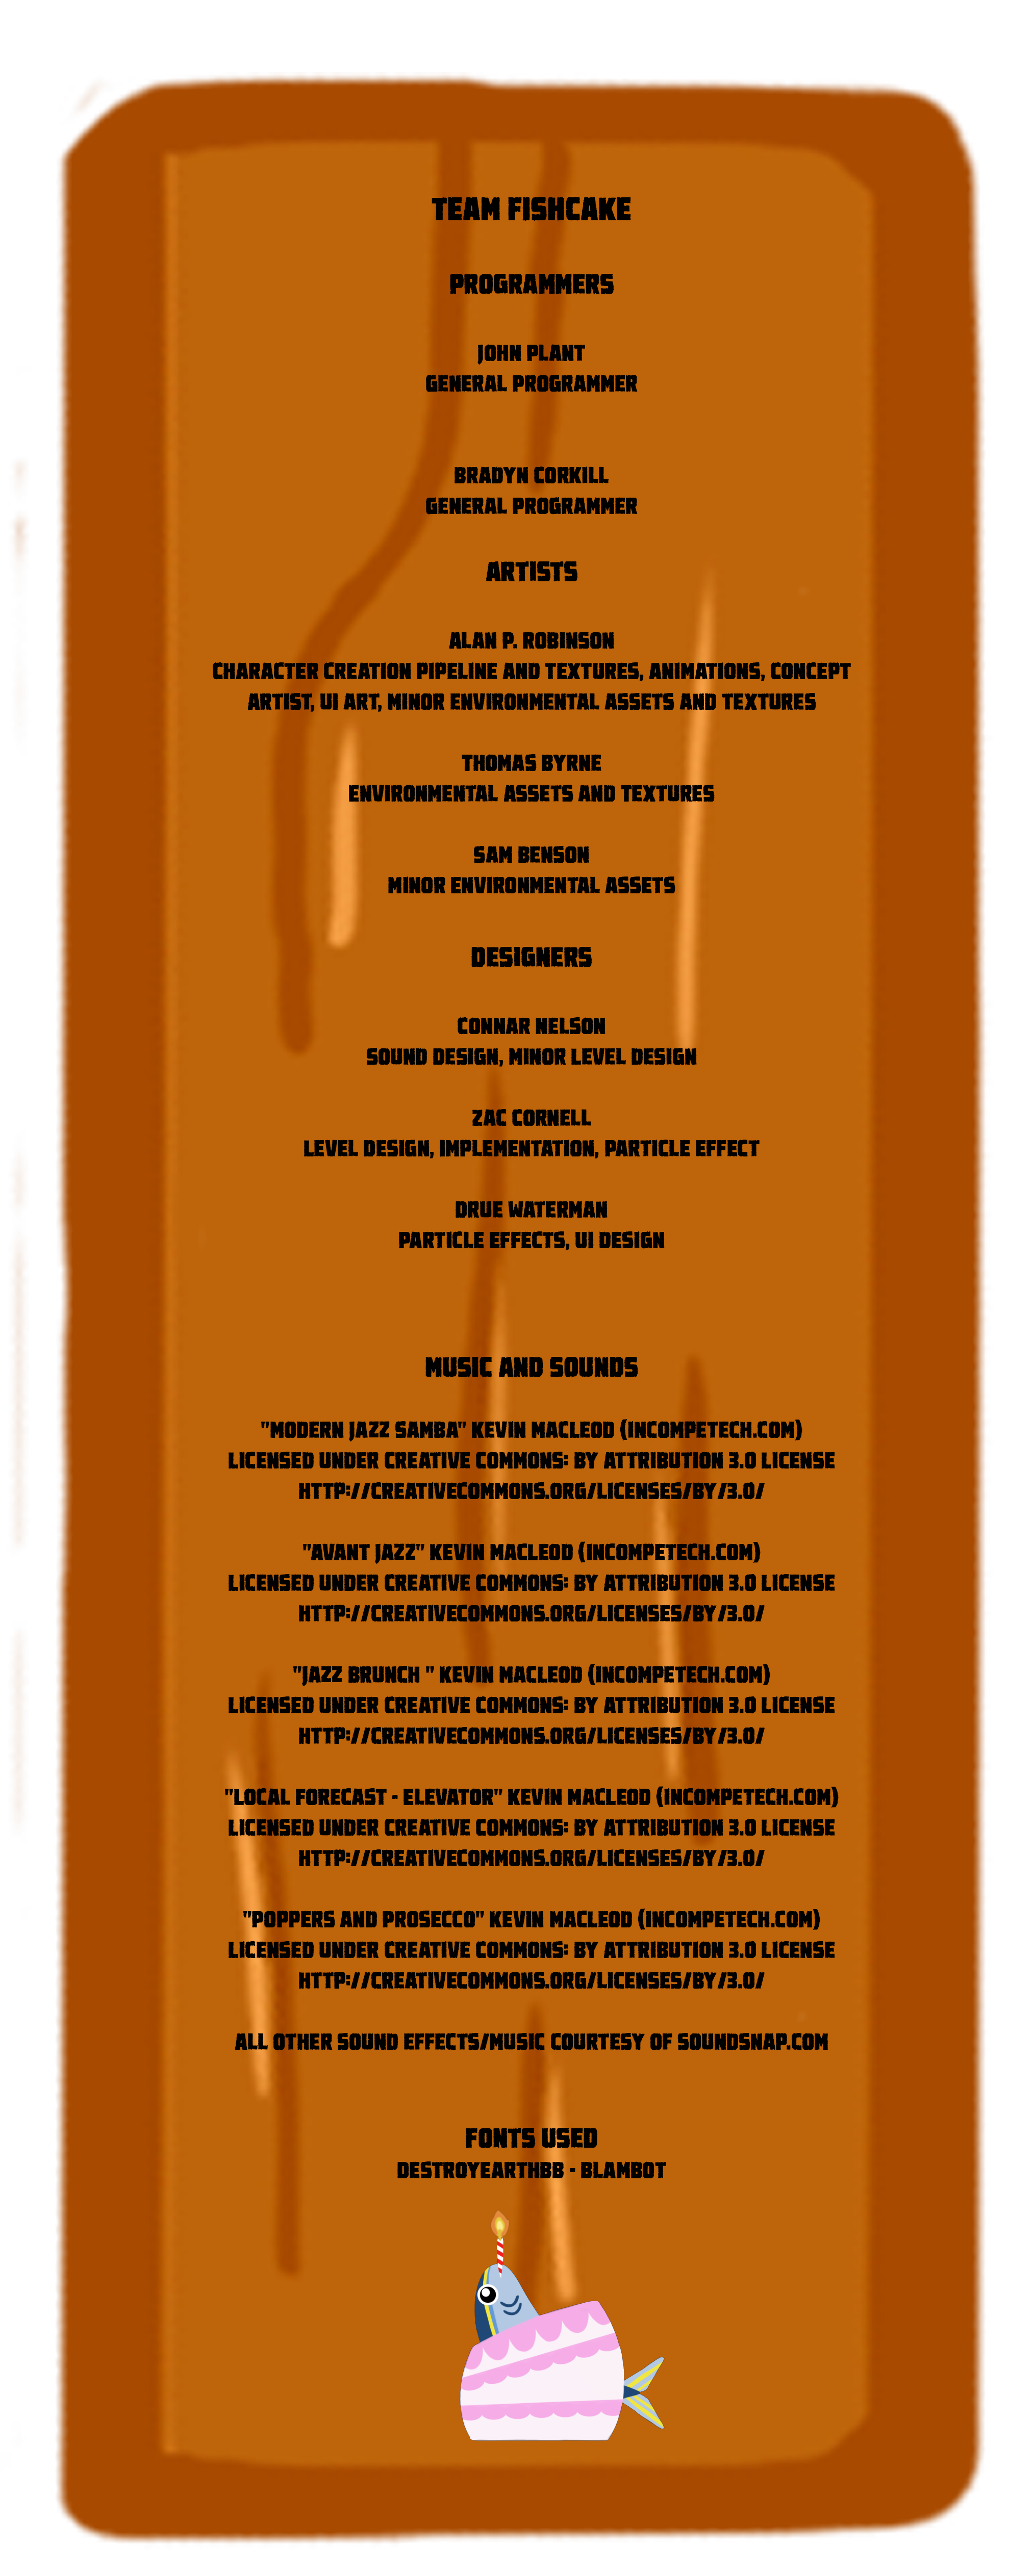 TEAM FISHCAKE
PROGRAMMERS
JOHN PLANT
GENERAL PROGRAMMER
BRADYN CORKILL
GENERAL PROGRAMMER
ARTISTS
ALAN P. ROBINSON
CHARACTER CREATION PIPELINE AND TEXTURES, ANIMATIONS, CONCEPT
ARTIST, UI ART, MINOR ENVIRONMENTAL ASSETS AND TEXTURES
THOMAS BYRNE
ENVIRONMENTAL ASSETS AND TEXTURES
SAM BENSON
MINOR ENVIRONMENTAL ASSETS
DESIGNERS
CONNAR NELSON
SOUND DESIGN, MINOR LEVEL DESIGN
ZAC CORNELL
LEVEL DESIGN, IMPLEMENTATION, PARTICLE EFFECT
DRUE WATERMAN
PARTICLE EFFECTS, UI DESIGN
MUSIC AND SOUNDS
"MODERN JAZZ SAMBA" KEVIN MACLEOD (INCOMPETECH.COM)
LICENSED UNDER CREATIVE COMMONS: BY ATTRIBUTION 3.0 LICENSE
HTTP://CREATIVECOMMONS.ORG/LICENSES/BY/3.0/
"AVANT JAZZ" KEVIN MACLEOD (INCOMPETECH.COM)
LICENSED UNDER CREATIVE COMMONS: BY ATTRIBUTION 3.0 LICENSE
HTTP://CREATIVECOMMONS.ORG/LICENSES/BY/3.0/
"JAZZ BRUNCH " KEVIN MACLEOD (INCOMPETECH.COM)
LICENSED UNDER CREATIVE COMMONS: BY ATTRIBUTION 3.0 LICENSE
HTTP://CREATIVECOMMONS.ORG/LICENSES/BY/3.0/
"LOCAL FORECAST - ELEVATOR" KEVIN MACLEOD (INCOMPETECH.COM)
LICENSED UNDER CREATIVE COMMONS: BY ATTRIBUTION 3.0 LICENSE
HTTP://CREATIVECOMMONS.ORG/LICENSES/BY/3.0/
"POPPERS AND PROSECCO" KEVIN MACLEOD (INCOMPETECH.COM)
LICENSED UNDER CREATIVE COMMONS: BY ATTRIBUTION 3.0 LICENSE
HTTP://CREATIVECOMMONS.ORG/LICENSES/BY/3.0/
ALL OTHER SOUND EFFECTS/MUSIC COURTESY OF SOUNDSNAP.COM
FONTS USED
DESTROYEARTHBB - BLAMBOT